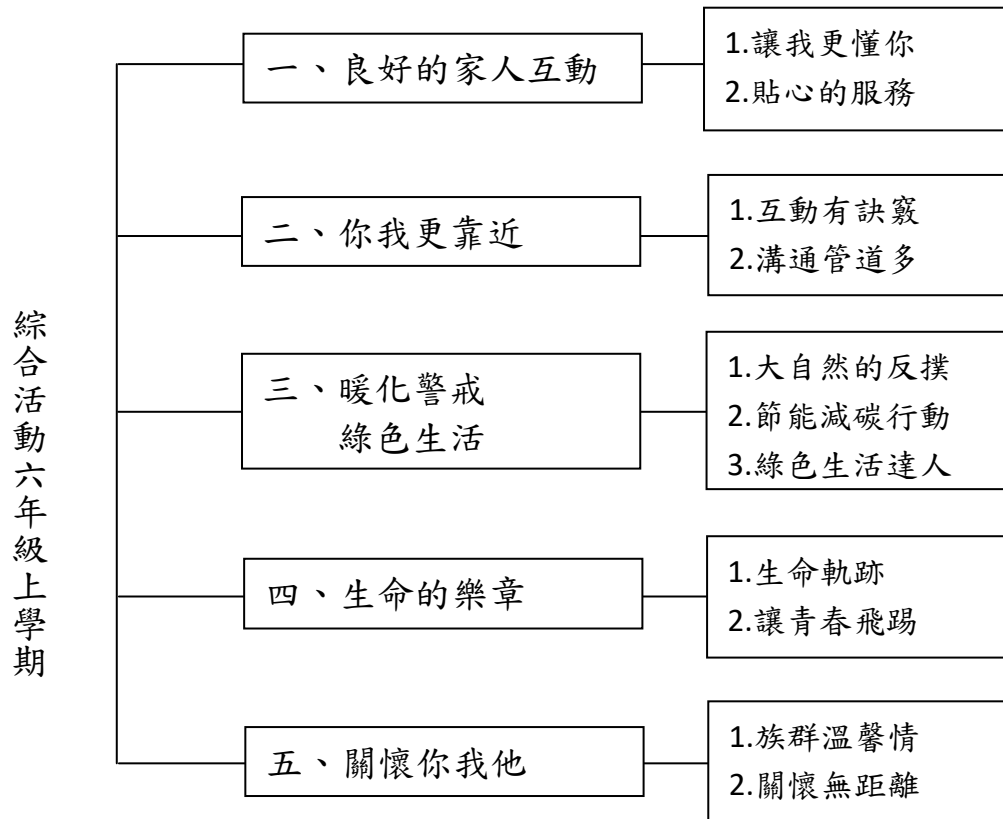 綜合活動六年級上學期
一、良好的家人互動
1.讓我更懂你
2.貼心的服務
二、你我更靠近
1.互動有訣竅
2.溝通管道多
三、暖化警戒
綠色生活
1.大自然的反撲
2.節能減碳行動
3.綠色生活達人
四、生命的樂章
1.生命軌跡
2.讓青春飛踢
五、關懷你我他
1.族群溫馨情
2.關懷無距離